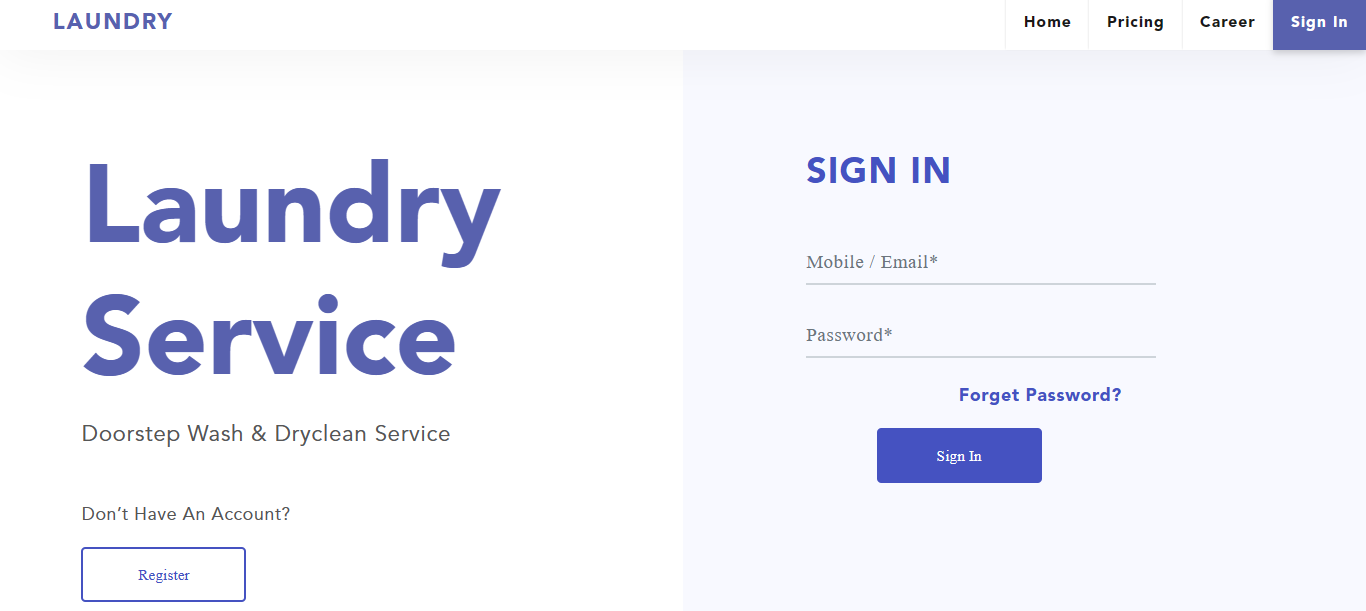 LAUNDRY
Home
Pricing
Career
Sign In
Laundry
Service
Doorstep Wash & Dryclean Service
Don’t Have An Account?
Register
SIGN IN
Mobile / Email*
Password*
Forget Password?
Sign In